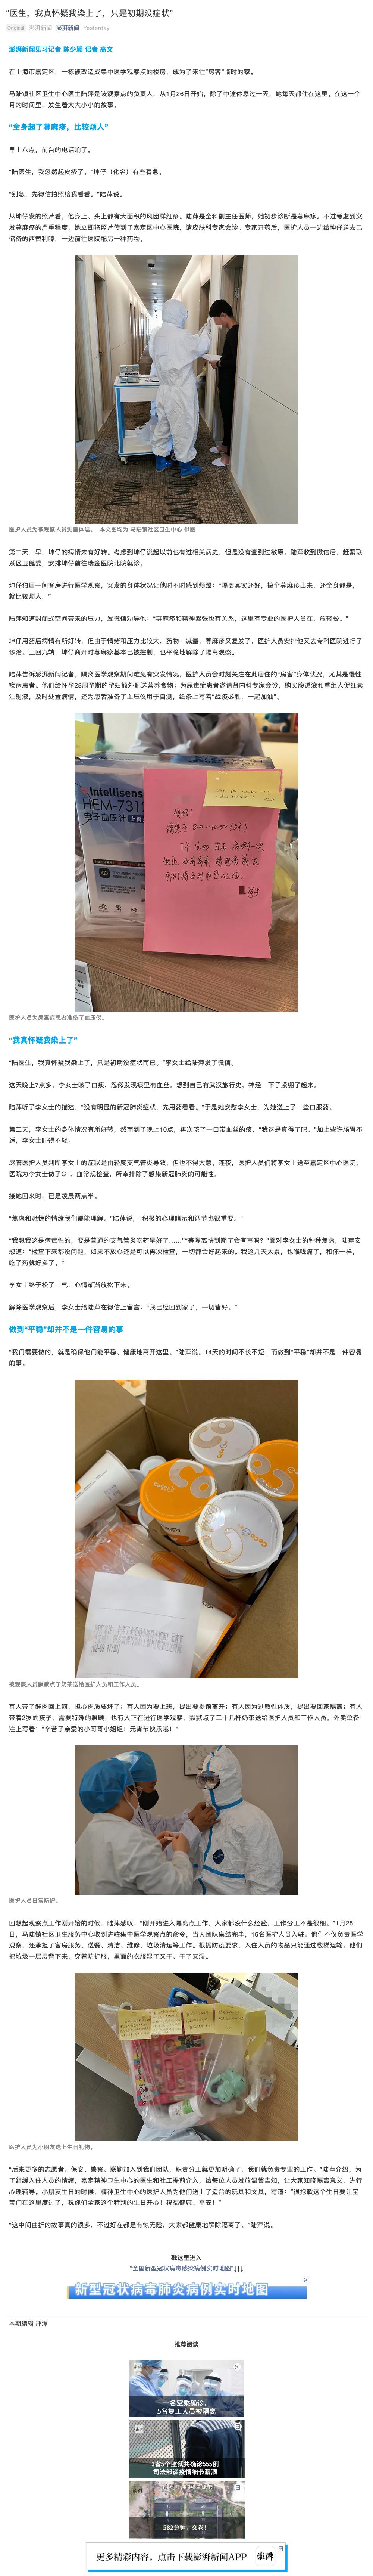 “医生，我真怀疑我染上了，只是初期没症状”
Original 澎湃新闻 澎湃新闻 Yesterday
澎湃新闻见习记者 陈少颖 记者 高文
在上海市嘉定区，一栋被改造成集中医学观察点的楼房，成为了来往“房客”临时的家。
马陆镇社区卫生中心医生陆萍是该观察点的负责人，从1月26日开始，除了中途休息过一天，她每天都住在这里。在这一个
月的时间里，发生着大大小小的故事。
“全身起了荨麻疹，比较烦人”
早上八点，前台的电话响了。
“陆医生，我忽然起皮疹了。”坤仔（化名）有些着急。
“别急，先微信拍照给我看看。”陆萍说。
从坤仔发的照片看，他身上、头上都有大面积的风团样红疹。陆萍是全科副主任医师，她初步诊断是荨麻疹。不过考虑到突
发荨麻疹的严重程度，她立即将照片传到了嘉定区中心医院，请皮肤科专家会诊。专家开药后，医护人员一边给坤仔送去已
储备的西替利嗪，一边前往医院配另一种药物。
医护人员为被观察人员测量体温。 本文图均为 马陆镇社区卫生中心 供图
第二天一早，坤仔的病情未有好转。考虑到坤仔说起以前也有过相关病史，但是没有查到过敏原。陆萍收到微信后，赶紧联
系区卫健委，安排坤仔前往瑞金医院北院就诊。
坤仔独居一间客房进行医学观察，突发的身体状况让他时不时感到烦躁：“隔离其实还好，搞个荨麻疹出来。还全身都是，
就比较烦人。”
陆萍知道封闭式空间带来的压力，发微信劝导他：“荨麻疹和精神紧张也有关系，这里有专业的医护人员在，放轻松。”
坤仔用药后病情有所好转，但由于情绪和压力比较大，药物一减量，荨麻疹又复发了，医护人员安排他又去专科医院进行了
诊治。三回九转，坤仔离开时荨麻疹基本已被控制，也平稳地解除了隔离观察。
陆萍告诉澎湃新闻记者，隔离医学观察期间难免有突发情况，医护人员会时刻关注在此居住的“房客”身体状况，尤其是慢性
疾病患者。他们给怀孕28周孕期的孕妇额外配送营养食物；为尿毒症患者邀请肾内科专家会诊，购买腹透液和重组人促红素
注射液，及时处置病情，还为患者准备了血压仪用于自测，纸条上写着“战疫必胜，一起加油”。
Intellisens
HEM-731
电子血压计
医护人员为尿毒症患者准备了血压仪。
“我真怀疑我染上了”
“陆医生，我真怀疑我染上了，只是初期没症状而已。”李女士给陆萍发了微信。
这天晚上7点多，李女士咳了口痰，忽然发现痰里有血丝。想到自己有武汉旅行史，神经一下子紧绷了起来。
陆萍听了李女士的描述，“没有明显的新冠肺炎症状，先用药看看。”于是她安慰李女士，为她送上了一些口服药。
第二天，李女士的身体情况有所好转，然而到了晚上10点，再次咳了一口带血丝的痰，“我这是真得了吧。”加上些许肠胃不
适，李女士吓得不轻。
尽管医护人员判断李女士的症状是由轻度支气管炎导致，但也不得大意。连夜，医护人员们将李女士送至嘉定区中心医院，
医院为李女士做了CT、血常规检查，所幸排除了感染新冠肺炎的可能性。
接她回来时，已是凌晨两点半。
“焦虑和恐慌的情绪我们都能理解。”陆萍说，“积极的心理暗示和调节也很重要。”
“我想我这是病毒性的，要是普通的支气管炎吃药早好了……”“等隔离快到期了会有事吗？”面对李女士的种种焦虑，陆萍安
慰道：“检查下来都没问题，如果不放心还是可以再次检查，一切都会好起来的。我这几天太累，也喉咙痛了，和你一样，
吃了药就好多了。”
李女士终于松了口气，心情渐渐放松下来。
解除医学观察后，李女士给陆萍在微信上留言：“我已经回到家了，一切皆好。”
做到“平稳”却并不是一件容易的事
“我们需要做的，就是确保他们能平稳、健康地离开这里。”陆萍说。14天的时间不长不短，而做到“平稳”却并不是一件容易
的事。
被观察人员默默点了奶茶送给医护人员和工作人员。
有人带了鲜肉回上海，担心肉质要坏了；有人因为要上班，提出要提前离开；有人因为过敏性体质，提出要回家隔离；有人
带着2岁的孩子，需要特殊的照顾；也有人正在进行医学观察，默默点了二十几杯奶茶送给医护人员和工作人员，外卖单备
注上写着：“辛苦了亲爱的小哥哥小姐姐！元宵节快乐哦！”
医护人员日常防护。
回想起观察点工作刚开始的时候，陆萍感叹：“刚开始进入隔离点工作，大家都没什么经验，工作分工不是很细。”1月25
日，马陆镇社区卫生服务中心收到进驻集中医学观察点的命令，当天团队集结完毕，16名医护人员入驻。他们不仅负责医学
观察，还承担了客房服务、送餐、清洁、维修、垃圾清运等工作。根据防疫要求，入住人员的物品只能通过楼梯运输。他们
把垃圾一层层背下来，穿着防护服，里面的衣服湿了又干、干了又湿。
医护人员为小朋友送上生日礼物。
“后来更多的志愿者、保安、警察、联勤加入到我们团队，职责分工就更加明确了，我们就负责专业的工作。”陆萍介绍，为
了舒缓入住人员的情绪，嘉定精神卫生中心的医生和社工提前介入，给每位人员发放温馨告知，让大家知晓隔离意义，进行
心理辅导。小朋友生日的时候，精神卫生中心的医护人员为他们送上了适合的玩具和文具，写道：“很抱歉这个生日要让宝
宝们在这里度过了，祝你们全家这个特别的生日开心！祝福健康、平安！”
“这中间曲折的故事真的很多，不过好在都是有惊无险，大家都健康地解除隔离了。”陆萍说。
戳这里进入
“全国新型冠状病毒感染病例实时地图”↓↓↓
新型冠状病毒肺炎病例实时地图
本期编辑 邢潭
推荐阅读
一名空乘确诊，
5名复工人员被隔离
3省5个监狱共确诊555例
司法部谈疫情细节漏洞
582分钟，交卷！
更多精彩内容，点击下载澎湃新闻APP 澎湃